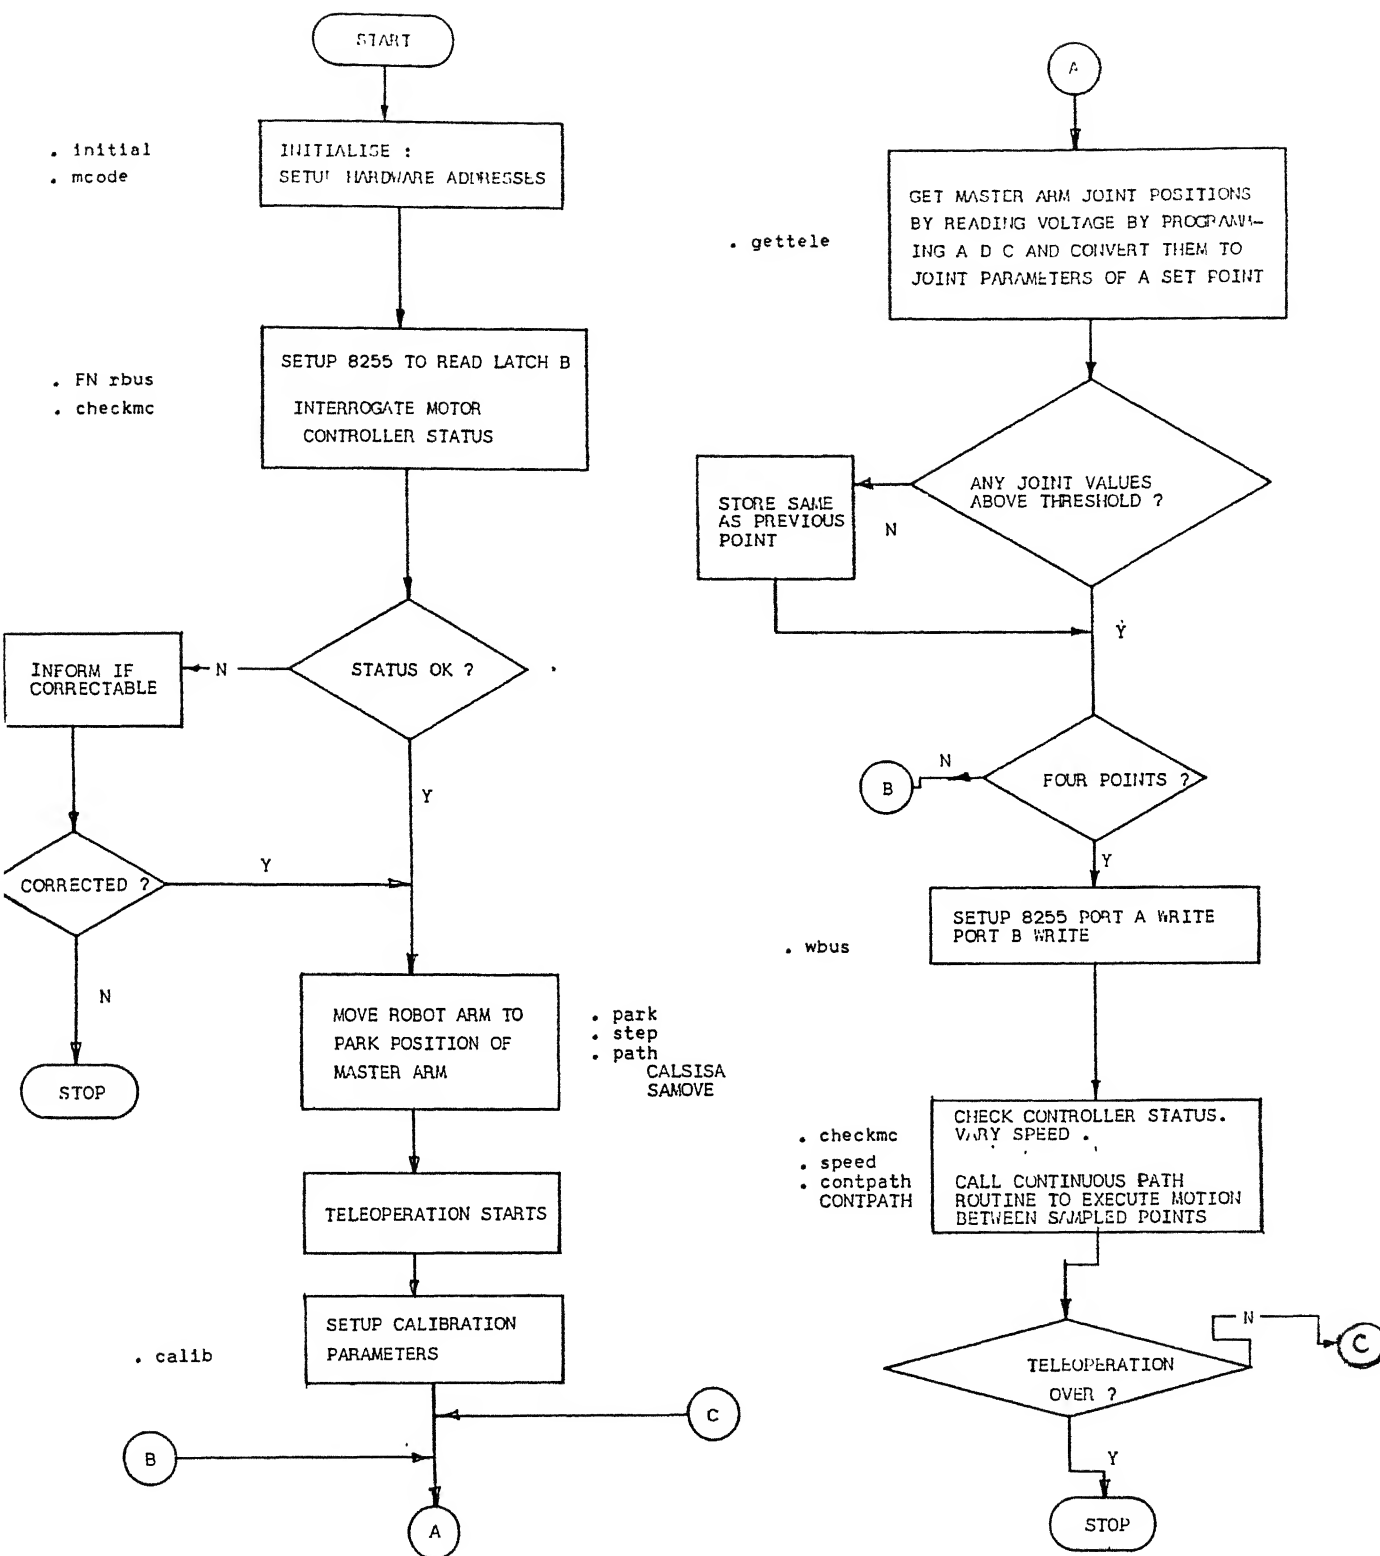 START
. initial
. mcode
INITIALISE :
SETUP HARDWARE ADDRESSES
. FN rbus
. checkmc
SETUP 8255 TO READ LATCH B
INTERROGATE MOTOR
CONTROLLER STATUS
STATUS OK ?
N
INFORM IF
CORRECTABLE
Y
CORRECTED ?
Y
N
STOP
MOVE ROBOT ARM TO
PARK POSITION OF
MASTER ARM
. park
. step
. path
CALSISA
SAMOVE
TELEOPERATION STARTS
SETUP CALIBRATION
PARAMETERS
. calib
C
B
A
A
GET MASTER ARM JOINT POSITIONS
BY READING VOLTAGE BY PROGRAMM-
ING A D C AND CONVERT THEM TO
JOINT PARAMETERS OF A SET POINT
. gettele
ANY JOINT VALUES
ABOVE THRESHOLD ?
N
STORE SAME
AS PREVIOUS
POINT
Y
FOUR POINTS ?
N
B
Y
SETUP 8255 PORT A WRITE
PORT B WRITE
. wbus
CHECK CONTROLLER STATUS.
VARY SPEED .
CALL CONTINUOUS PATH
ROUTINE TO EXECUTE MOTION
BETWEEN SAMPLED POINTS
. checkmc
. speed
. contpath
CONTPATH
TELEOPERATION
OVER ?
N
C
Y
STOP